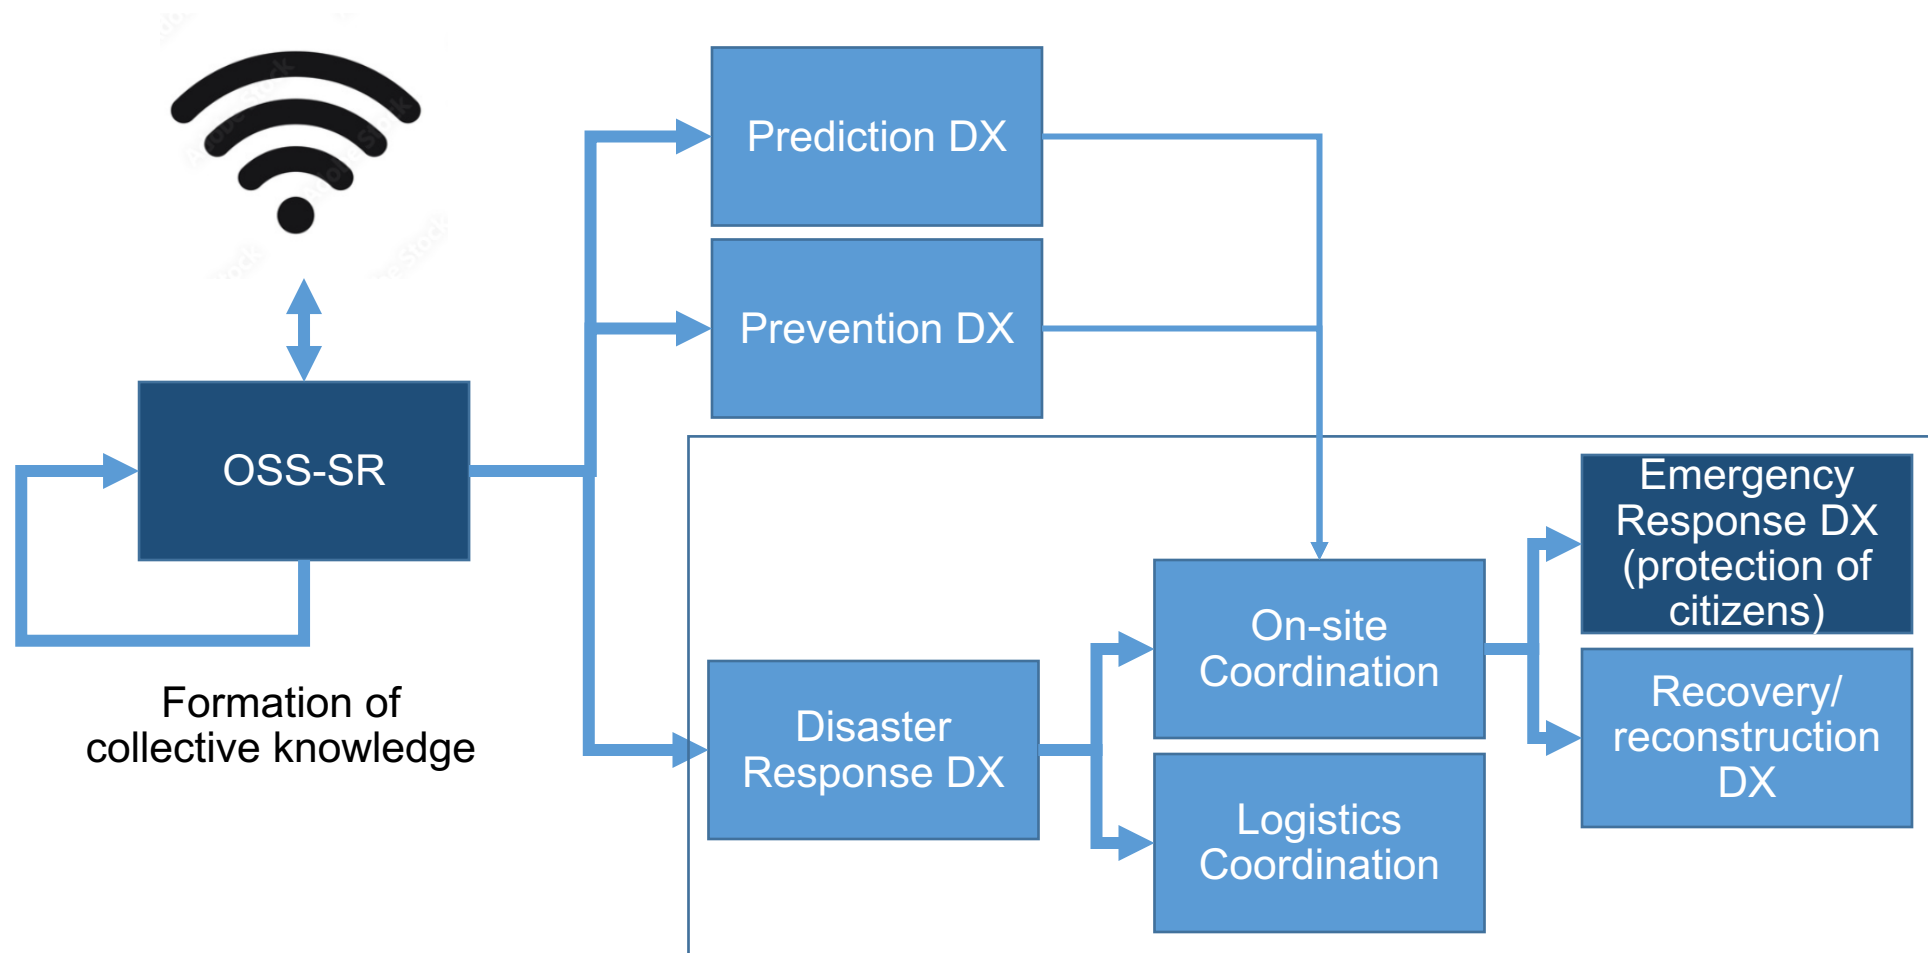 Prediction DX
Prevention DX
OSS-SR
Formation of
collective knowledge
Disaster
Response DX
On-site
Coordination
Logistics
Coordination
Emergency
Response DX
(protection of
citizens)
Recovery/
reconstruction
DX